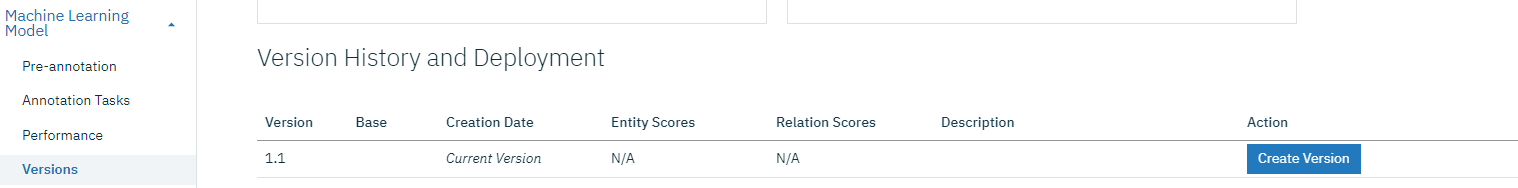 Machine Learning
Model
Pre-annotation
Annotation Tasks
Performance
Versions
Version History and Deployment
Version Base Creation Date Entity Scores Relation Scores Description Action
1.1 Current Version N/A N/A Create Version